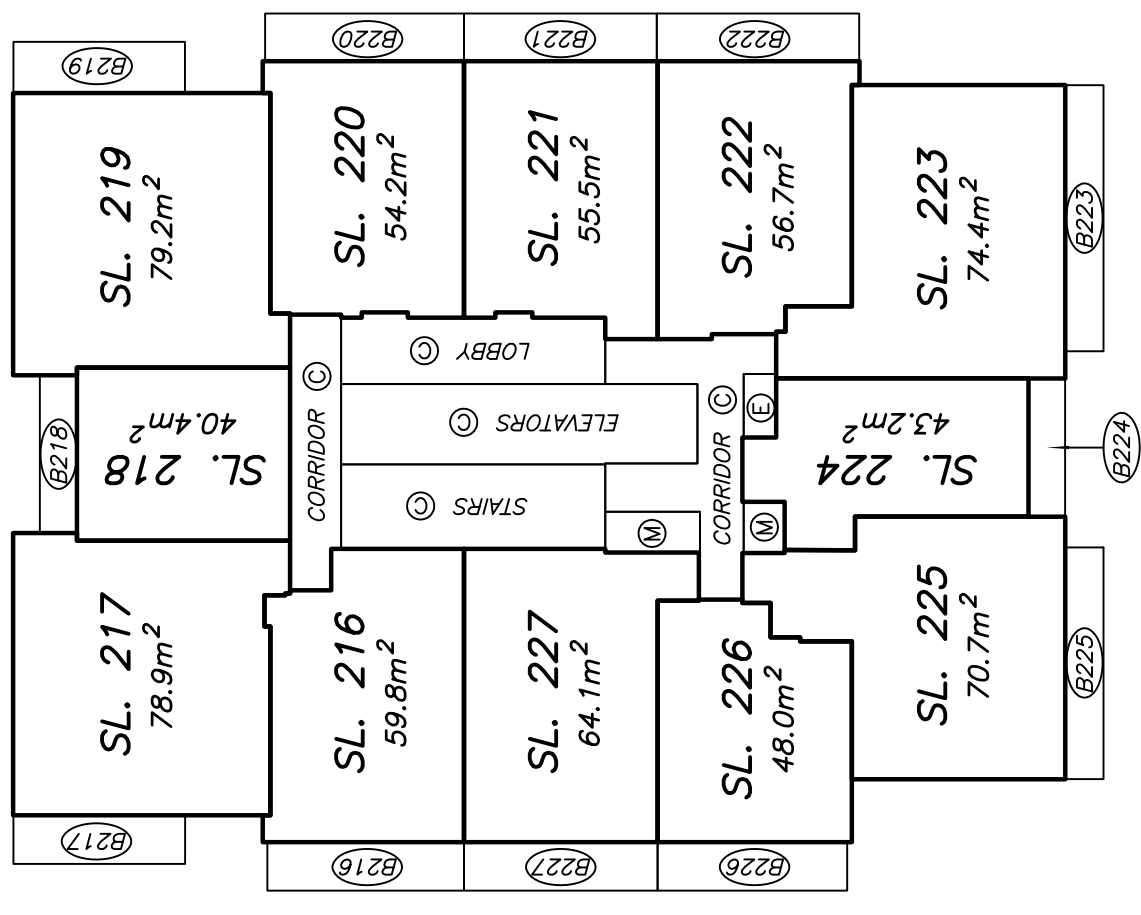 B219
B220
B221
B222
SL. 219
79.2m²
SL. 220
54.2m²
SL. 221
55.5m²
SL. 222
56.7m²
SL. 223
74.4m²
B223
B218
SL. 218
40.4m²
CORRIDOR C
LOBBY C
ELEVATORS C
STAIRS C
M
CORRIDOR C
E
M
SL. 224
43.2m²
B224
SL. 217
78.9m²
SL. 216
59.8m²
SL. 227
64.1m²
SL. 226
48.0m²
SL. 225
70.7m²
B225
B217
B216
B227
B226